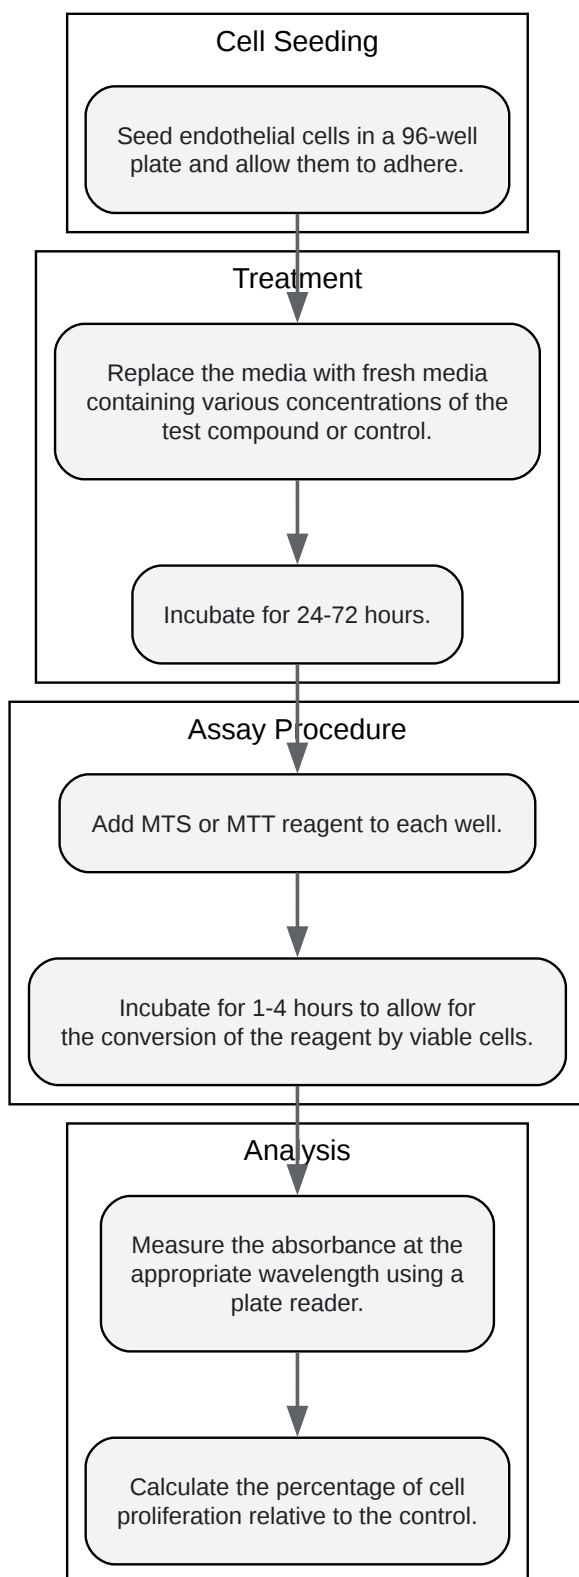 Cell Seeding
Seed endothelial cells in a 96-well
plate and allow them to adhere.
Treatment
Replace the media with fresh media
containing various concentrations of the
test compound or control.
Incubate for 24-72 hours.
Assay Procedure
Add MTS or MTT reagent to each well.
Incubate for 1-4 hours to allow for
the conversion of the reagent by viable cells.
Analysis
Measure the absorbance at the
appropriate wavelength using a
plate reader.
Calculate the percentage of cell
proliferation relative to the control.